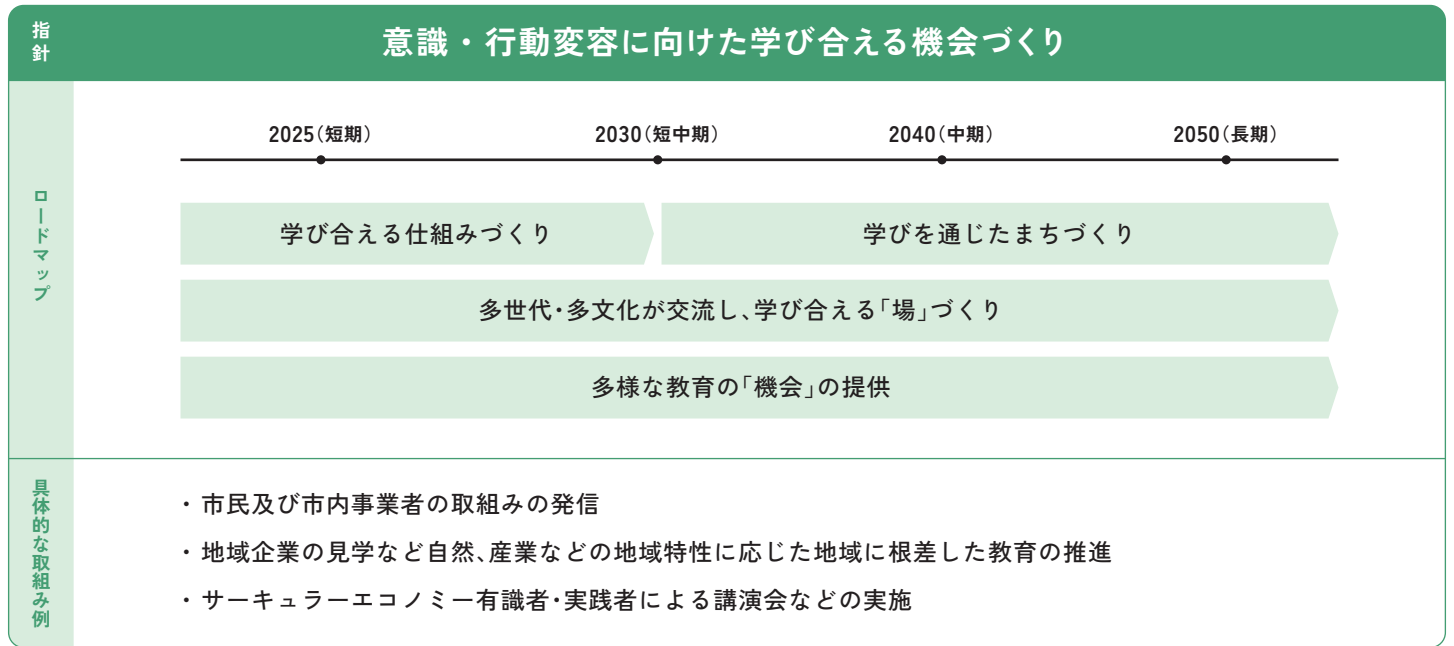 指針
意識・行動変容に向けた学び合える機会づくり
ロードマップ
2025(短期)
2030(短中期)
2040(中期)
2050(長期)
学び合える仕組みづくり
学びを通じたまちづくり
多世代・多文化が交流し、学び合える「場」づくり
多様な教育の「機会」の提供
具体的な取組み例
・市民及び市内事業者の取組みの発信
・地域企業の見学など自然、産業などの地域特性に応じた地域に根差した教育の推進
・サーキュラーエコノミー有識者・実践者による講演会などの実施